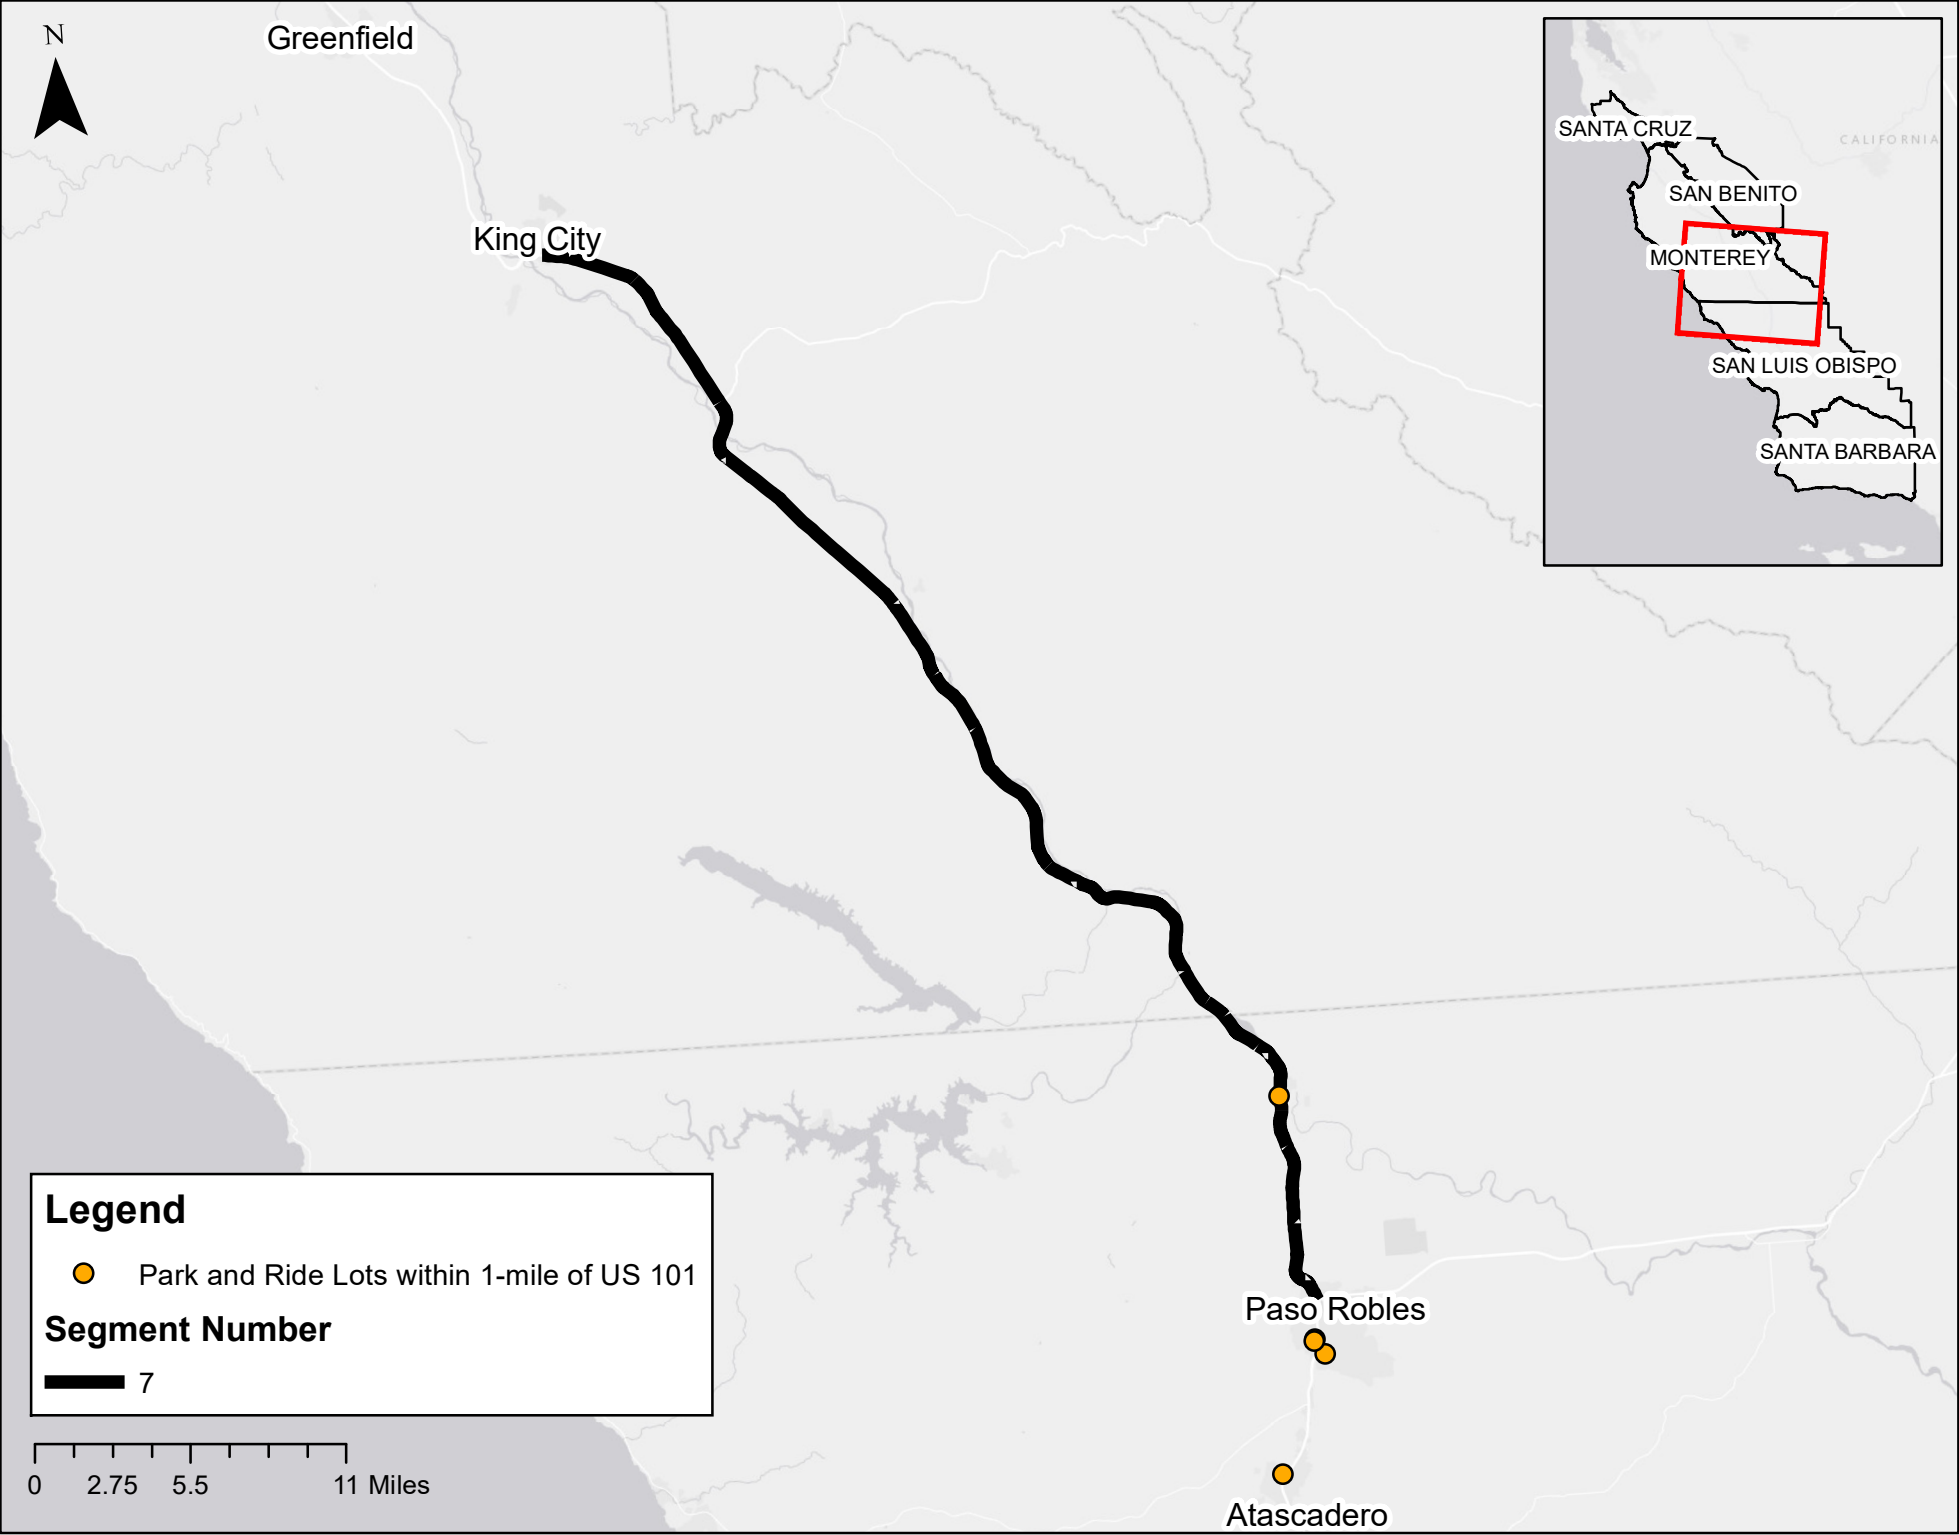 N
Greenfield
King City
Paso Robles
Atascadero
SANTA CRUZ
CALIFORNIA
SAN BENITO
MONTEREY
SAN LUIS OBISPO
SANTA BARBARA
Legend
Park and Ride Lots within 1-mile of US 101
Segment Number
7
0 2.75 5.5 11 Miles